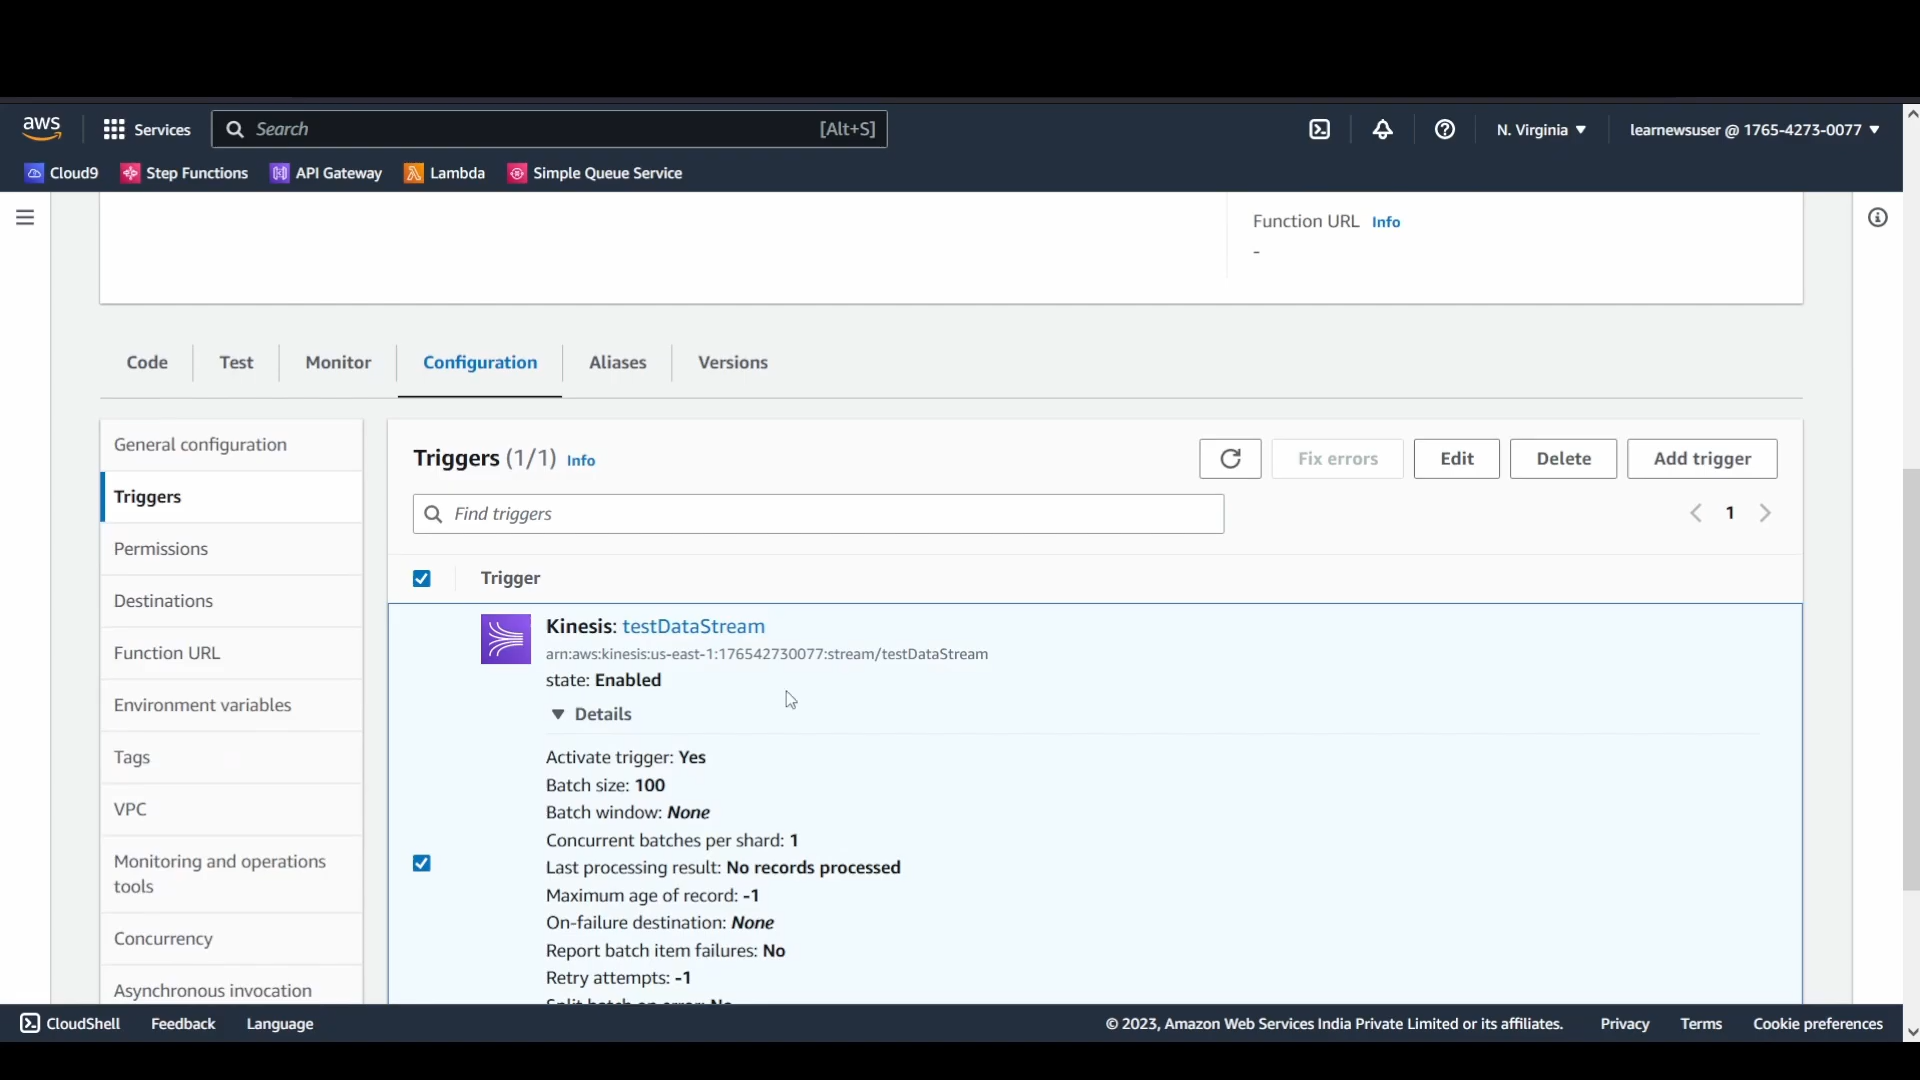 aws
Services
Search [Alt+S]
N. Virginia ▼
learnewsuser @ 1765-4273-0077 ▼
Cloud9
Step Functions
API Gateway
Lambda
Simple Queue Service
Function URL Info
-
Code
Test
Monitor
Configuration
Aliases
Versions
General configuration
Triggers
Permissions
Destinations
Function URL
Environment variables
Tags
VPC
Monitoring and operations
tools
Concurrency
Asynchronous invocation
Triggers (1/1) Info
Fix errors
Edit
Delete
Add trigger
Find triggers
1
Trigger
Kinesis: testDataStream
arn:aws:kinesis:us-east-1:176542730077:stream/testDataStream
state: Enabled
▼ Details
Activate trigger: Yes
Batch size: 100
Batch window: None
Concurrent batches per shard: 1
Last processing result: No records processed
Maximum age of record: -1
On-failure destination: None
Report batch item failures: No
Retry attempts: -1
Split batch on error: No
CloudShell
Feedback
Language
© 2023, Amazon Web Services India Private Limited or its affiliates.
Privacy
Terms
Cookie preferences